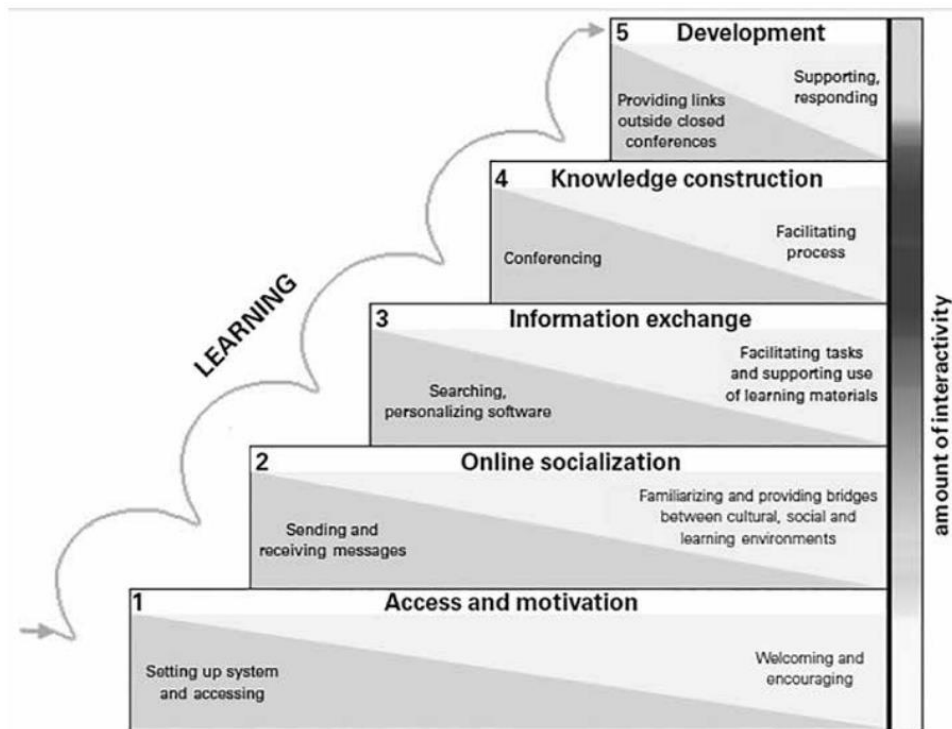 5 Development
Supporting,
responding
Providing links
outside closed
conferences
4 Knowledge construction
Facilitating
process
Conferencing
LEARNING
3 Information exchange
Facilitating tasks
and supporting use
of learning materials
Searching,
personalizing software
2 Online socialization
Familiarizing and providing bridges
between cultural, social and
learning environments
Sending and
receiving messages
1 Access and motivation
Welcoming and
encouraging
Setting up system
and accessing
amount of interactivity